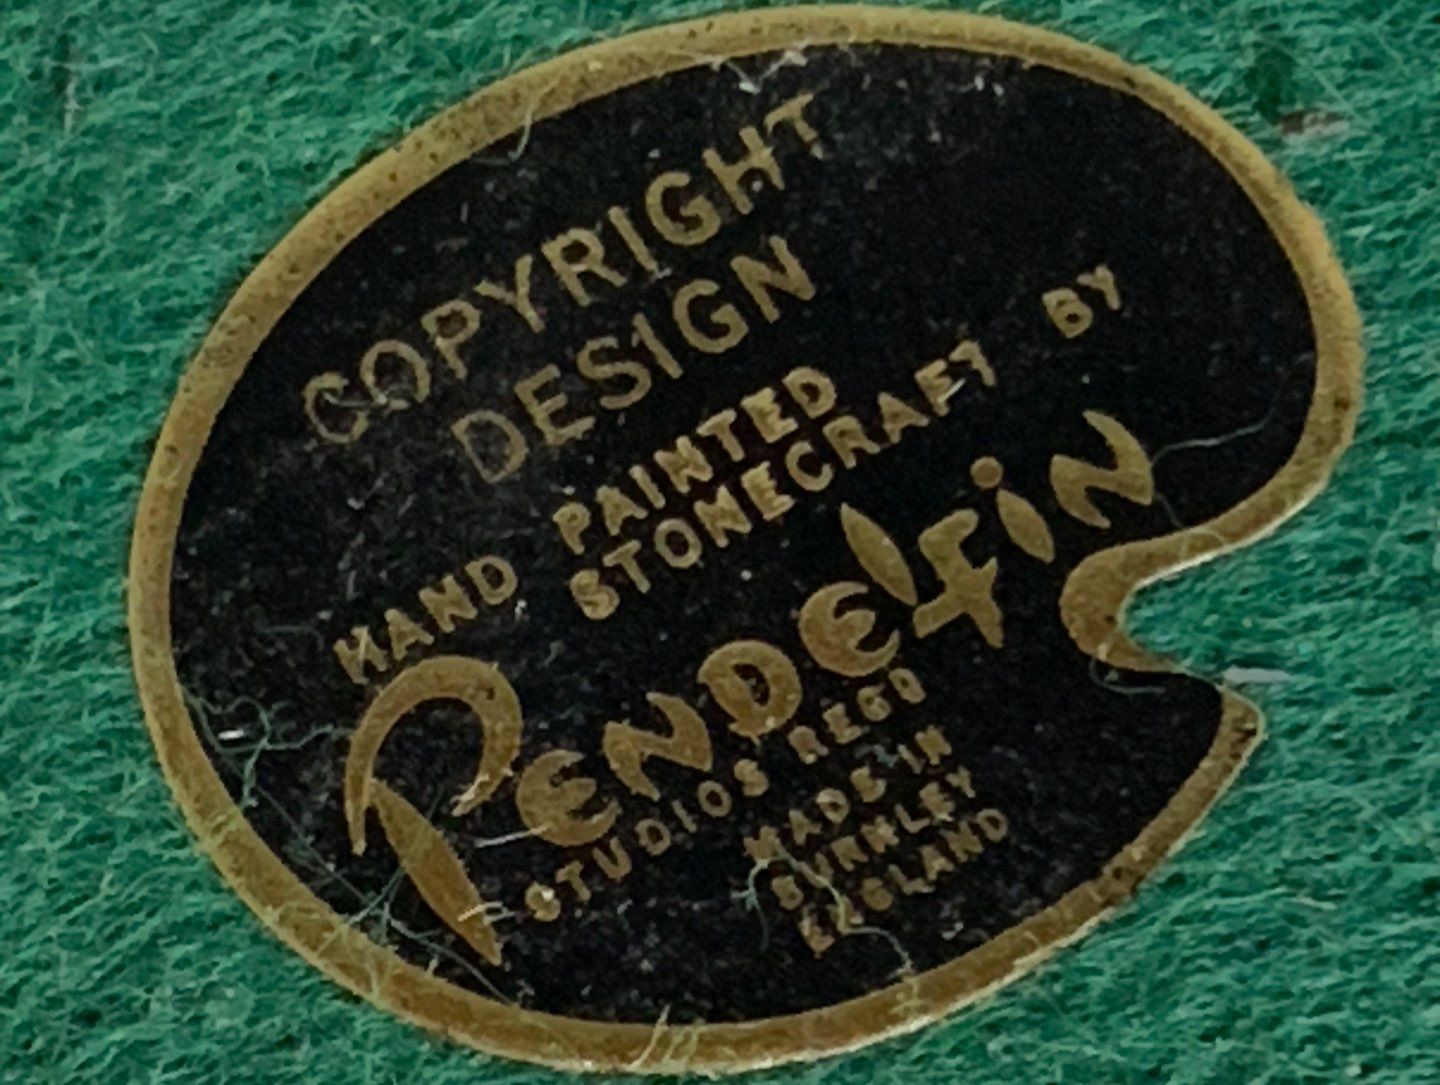 COPYRIGHT
DESIGN
HAND PAINTED
STONECRAFT BY
PENDELFIN
STUDIOS REGD
MADE IN
BURNLEY
ENGLAND